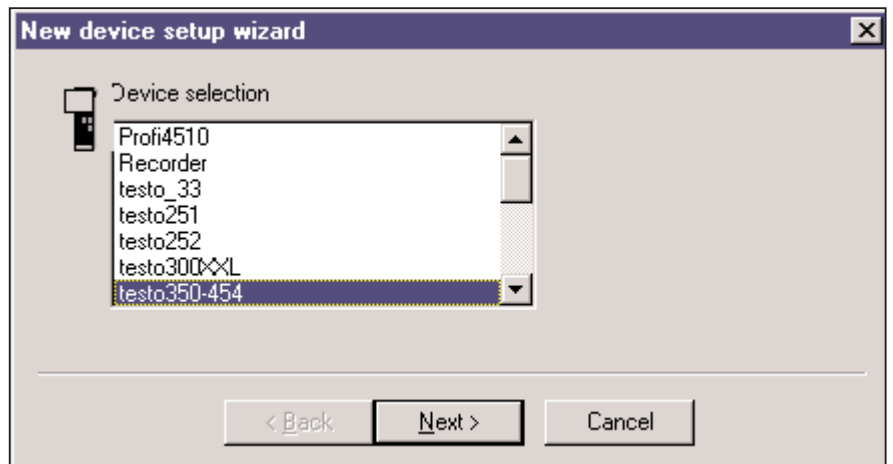 New device setup wizard
Device selection
Profi4510
Recorder
testo_33
testo251
testo252
testo300XXL
testo350-454
< Back Next > Cancel